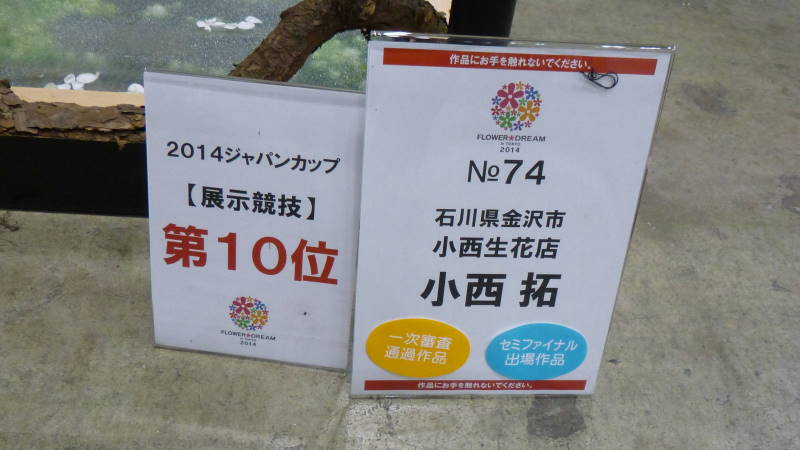 2014ジャパンカップ
【展示競技】
第10位
FLOWER★DREAM
in TOKYO
2014
作品にお手を触れないでください。
FLOWER★DREAM
in TOKYO
2014
№74
石川県金沢市
小西生花店
小西 拓
一次審査
通過作品
セミファイナル
出場作品
作品にお手を触れないでください。